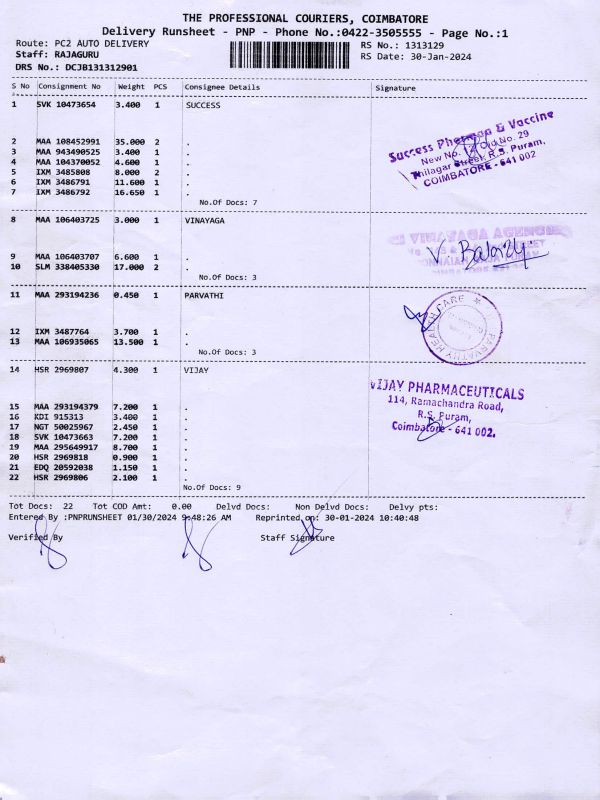 THE PROFESSIONAL COURIERS, COIMBATORE
Delivery Runsheet - PNP - Phone No.:0422-3505555 - Page No.:1
Route: PC2 AUTO DELIVERY RS No.: 1313129
Staff: RAJAGURU RS Date: 30-Jan-2024
DRS No.: DCJB131312901
S No Consignment No Weight PCS Consignee Details Signature
1 SVK 10473654 3.400 1 SUCCESS
Success Pharma & Vaccine
New No. Old No. 29
Thilagar Street, R.S. Puram,
COIMBATORE - 641 002
2 MAA 108452991 35.000 2 .
3 MAA 943490525 3.400 1 .
4 MAA 104370052 4.600 1 .
5 IXM 3485808 8.000 2 .
6 IXM 3486791 11.600 1 .
7 IXM 3486792 16.650 1 .
No.Of Docs: 7
8 MAA 106403725 3.000 1 VINAYAGA
VINAYAGA AGENCIES
9 MAA 106403707 6.600 1 .
10 SLM 338405330 17.000 2 .
No.Of Docs: 3
11 MAA 293194236 0.450 1 PARVATHI
PARVATHY HEALTH CARE
12 IXM 3487764 3.700 1 .
13 MAA 106935065 13.500 1 .
No.Of Docs: 3
14 HSR 2969807 4.300 1 VIJAY
VIJAY PHARMACEUTICALS
114, Ramachandra Road,
R.S. Puram,
Coimbatore - 641 002.
15 MAA 293194379 7.200 1 .
16 KDI 915313 3.400 1 .
17 NGT 50025967 2.450 1 .
18 SVK 10473663 7.200 1 .
19 MAA 295649917 8.700 1 .
20 HSR 2969818 0.900 1 .
21 EDQ 20592038 1.150 1 .
22 HSR 2969806 2.100 1 .
No.Of Docs: 9
Tot Docs: 22 Tot COD Amt: 0.00 Delvd Docs: Non Delvd Docs: Delvy pts:
Entered By :PNPRUNSHEET 01/30/2024 9:48:26 AM Reprinted on: 30-01-2024 10:40:48
Verified By Staff Signature